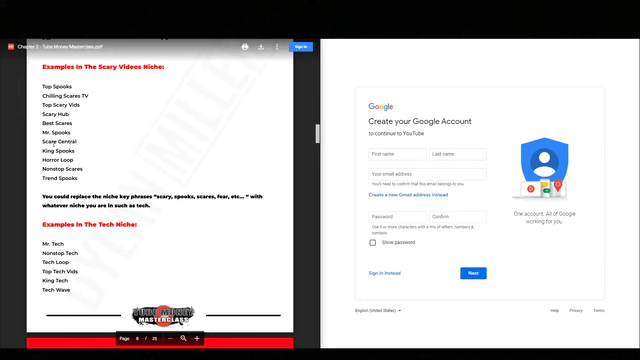 Chapter 2 - Tube Money Masterclass.pdf
Sign in
Examples In The Scary Videos Niche:
Top Spooks
Chilling Scares TV
Top Scary Vids
Scary Hub
Best Scares
Mr. Spooks
Scare Central
King Spooks
Horror Loop
Nonstop Scares
Trend Spooks
You could replace the niche key phrases "scary, spooks, scares, fear, etc... " with
whatever niche you are in such as tech.
Examples In The Tech Niche:
Mr. Tech
Nonstop Tech
Tech Loop
Top Tech Vids
King Tech
Tech Wave
TUBE MONEY
MASTERCLASS
Page 8 / 25
Google
Create your Google Account
to continue to YouTube
First name
Last name
Your email address
You'll need to confirm that this email belongs to you.
Create a new Gmail address instead
Password
Confirm
Use 8 or more characters with a mix of letters, numbers &
symbols
Show password
Sign in instead
Next
One account. All of Google
working for you.
English (United States)
Help
Privacy
Terms